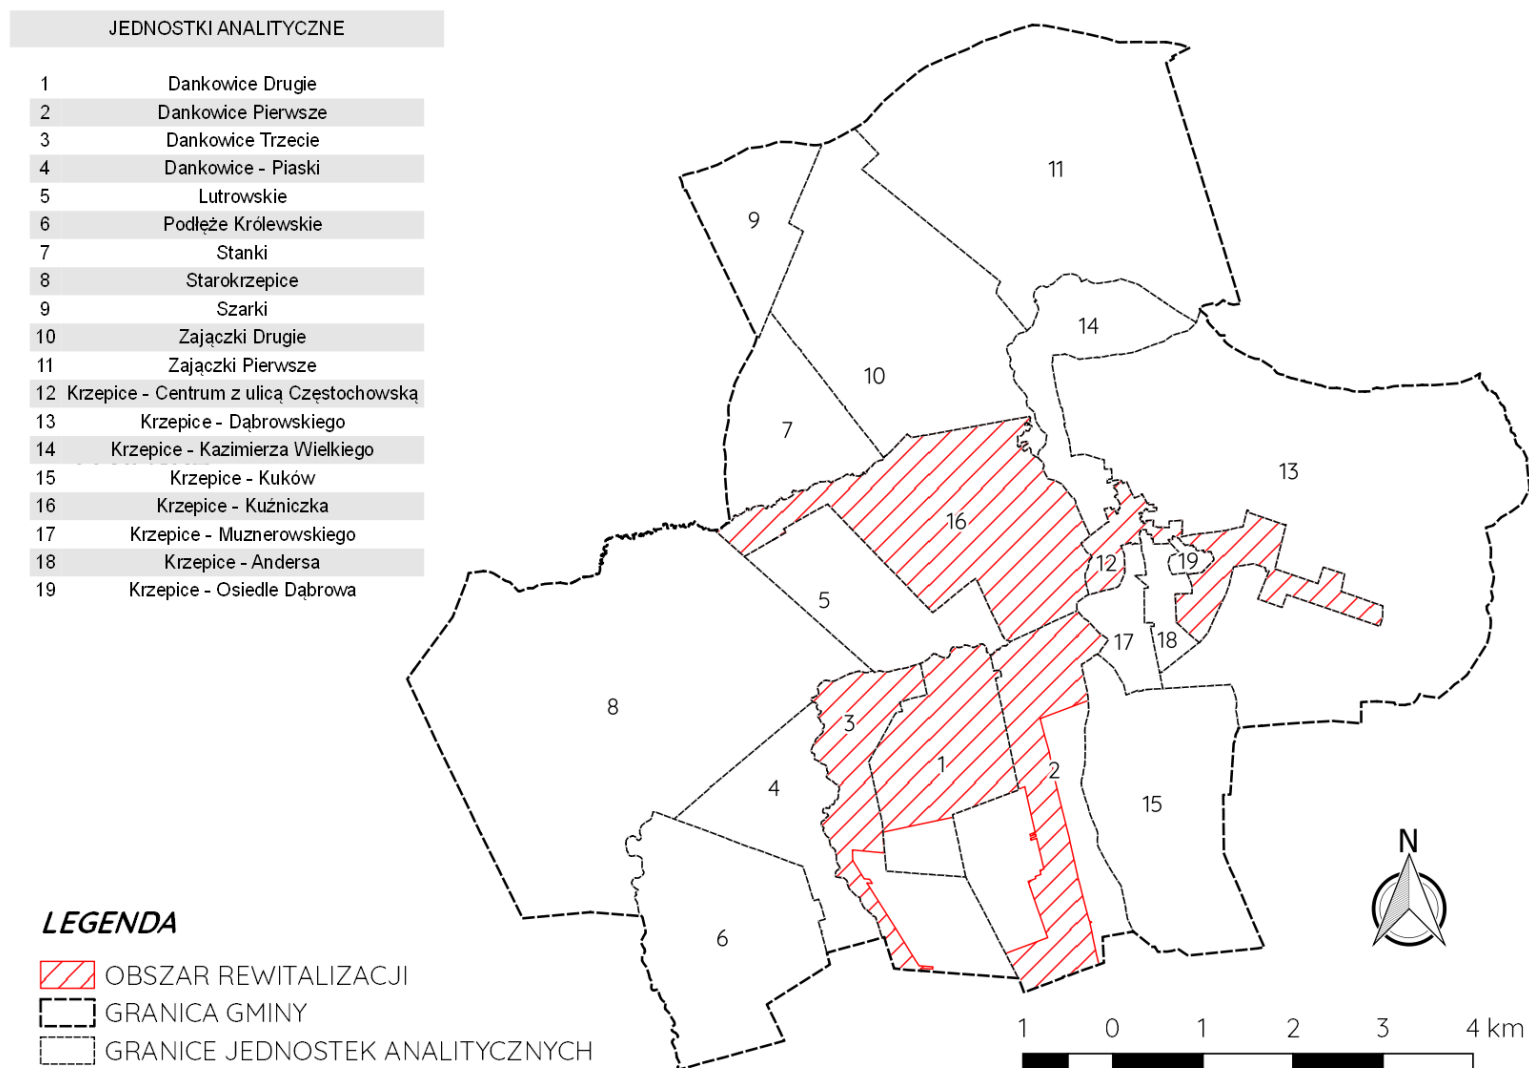 JEDNOSTKI ANALITYCZNE
1 Dankowice Drugie
2 Dankowice Pierwsze
3 Dankowice Trzecie
4 Dankowice - Piaski
5 Lutrowskie
6 Podłęże Królewskie
7 Stanki
8 Starokrzepice
9 Szarki
10 Zajączki Drugie
11 Zajączki Pierwsze
12 Krzepice - Centrum z ulicą Częstochowską
13 Krzepice - Dąbrowskiego
14 Krzepice - Kazimierza Wielkiego
15 Krzepice - Kuków
16 Krzepice - Kuźniczka
17 Krzepice - Muznerowskiego
18 Krzepice - Andersa
19 Krzepice - Osiedle Dąbrowa
11
9
14
10
7
13
16
12
19
5
17
18
8
3
1
2
4
15
6
N
LEGENDA
OBSZAR REWITALIZACJI
GRANICA GMINY
GRANICE JEDNOSTEK ANALITYCZNYCH
1 0 1 2 3 4 km